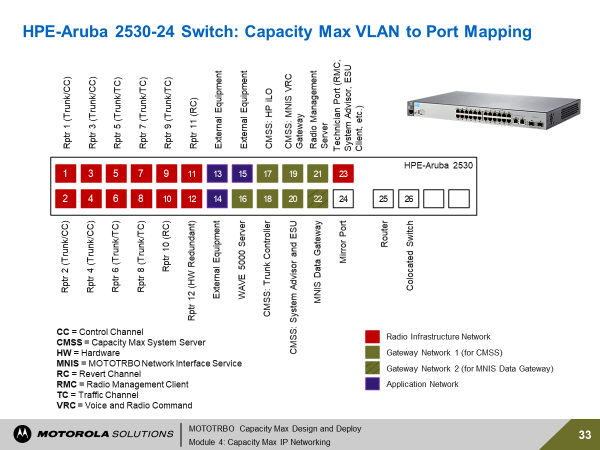 HPE-Aruba 2530-24 Switch: Capacity Max VLAN to Port Mapping
Rptr 1 (Trunk/CC)
Rptr 3 (Trunk/CC)
Rptr 5 (Trunk/TC)
Rptr 7 (Trunk/TC)
Rptr 9 (Trunk/TC)
Rptr 11 (RC)
External Equipment
External Equipment
CMSS: HP iLO
CMSS: MNIS VRC
Gateway
Radio Management
Server
Technician Port (RMC,
System Advisor, ESU
Client, etc.)
HPE-Aruba 2530
1 3 5 7 9 11 13 15 17 19 21 23
2 4 6 8 10 12 14 16 18 20 22 24 25 26
Rptr 2 (Trunk/CC)
Rptr 4 (Trunk/CC)
Rptr 6 (Trunk/TC)
Rptr 8 (Trunk/TC)
Rptr 10 (RC)
Rptr 12 (HW Redundant)
External Equipment
WAVE 5000 Server
CMSS: Trunk Controller
CMSS: System Advisor and ESU
MNIS Data Gateway
Mirror Port
Router
Colocated Switch
CC = Control Channel
CMSS = Capacity Max System Server
HW = Hardware
MNIS = MOTOTRBO Network Interface Service
RC = Revert Channel
RMC = Radio Management Client
TC = Traffic Channel
VRC = Voice and Radio Command
Radio Infrastructure Network
Gateway Network 1 (for CMSS)
Gateway Network 2 (for MNIS Data Gateway)
Application Network
MOTOROLA SOLUTIONS
MOTOTRBO Capacity Max Design and Deploy
Module 4: Capacity Max IP Networking
33